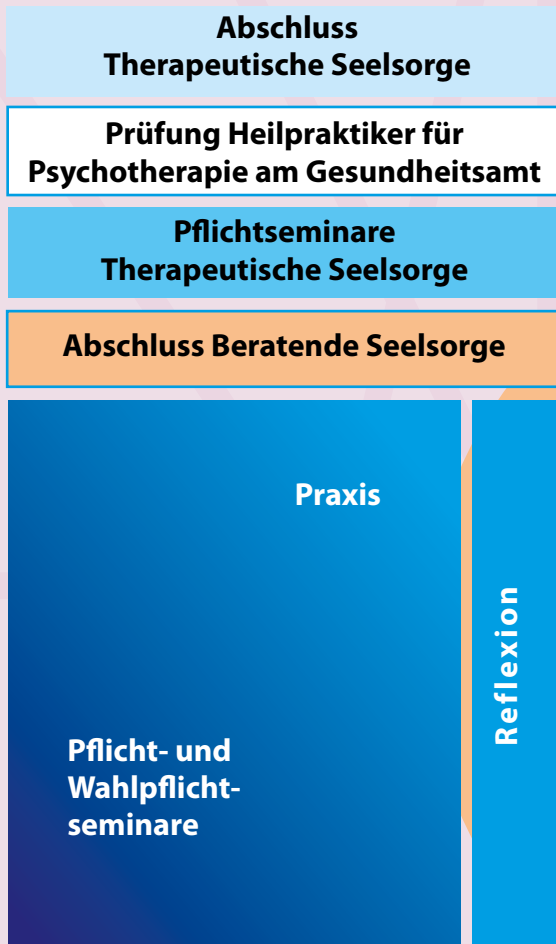 Abschluss
Therapeutische Seelsorge
Prüfung Heilpraktiker für
Psychotherapie am Gesundheitsamt
Pflichtseminare
Therapeutische Seelsorge
Abschluss Beratende Seelsorge
Praxis
Reflexion
Pflicht- und
Wahlpflicht-
seminare